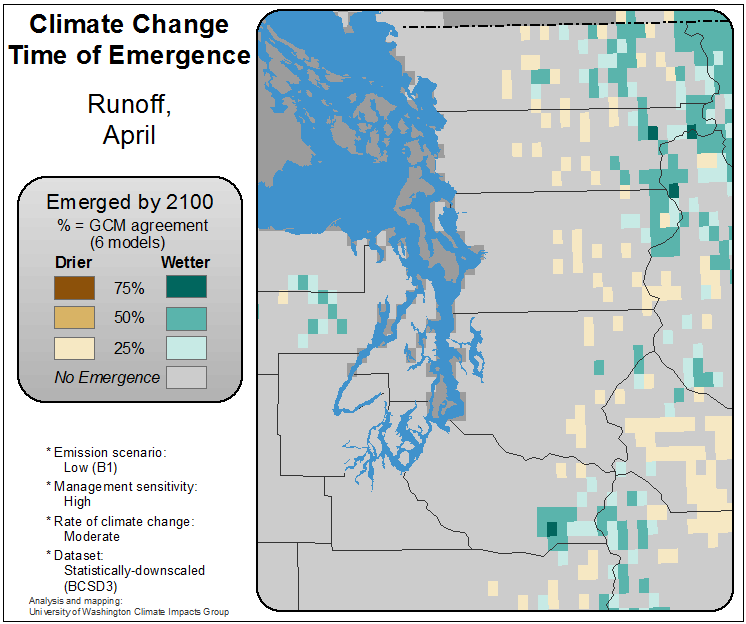 Climate Change
Time of Emergence
Runoff,
April
Emerged by 2100
% = GCM agreement
(6 models)
Drier Wetter
75%
50%
25%
No Emergence
* Emission scenario:
Low (B1)
* Management sensitivity:
High
* Rate of climate change:
Moderate
* Dataset:
Statistically-downscaled
(BCSD3)
Analysis and mapping:
University of Washington Climate Impacts Group